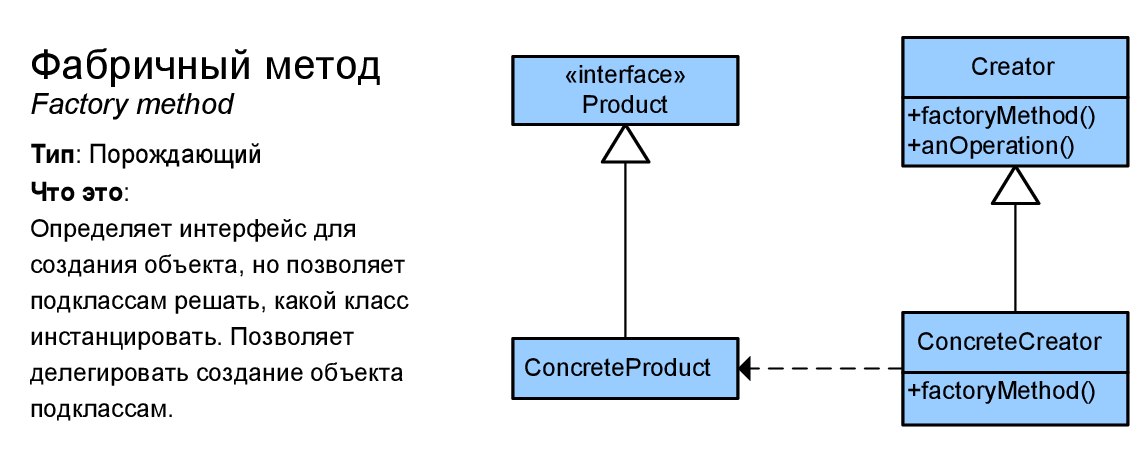 Фабричный метод
Factory method
Тип: Порождающий
Что это:
Определяет интерфейс для
создания объекта, но позволяет
подклассам решать, какой класс
инстанцировать. Позволяет
делегировать создание объекта
подклассам.
«interface»
Product
ConcreteProduct
Creator
+factoryMethod()
+anOperation()
ConcreteCreator
+factoryMethod()